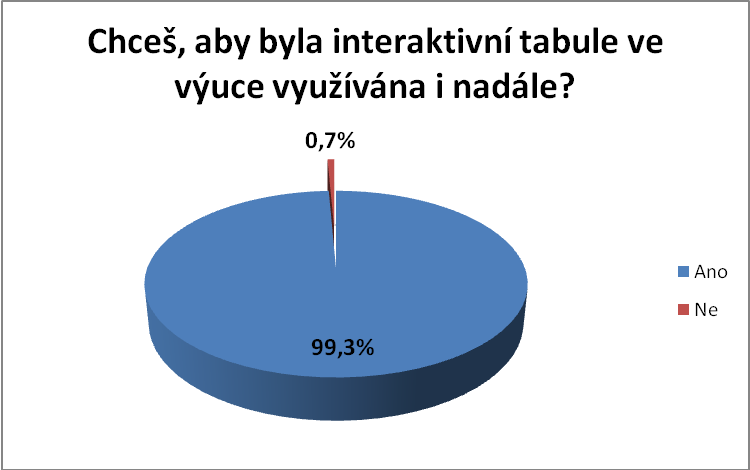 Chceš, aby byla interaktivní tabule ve
výuce využívána i nadále?
0,7%
99,3%
Ano
Ne